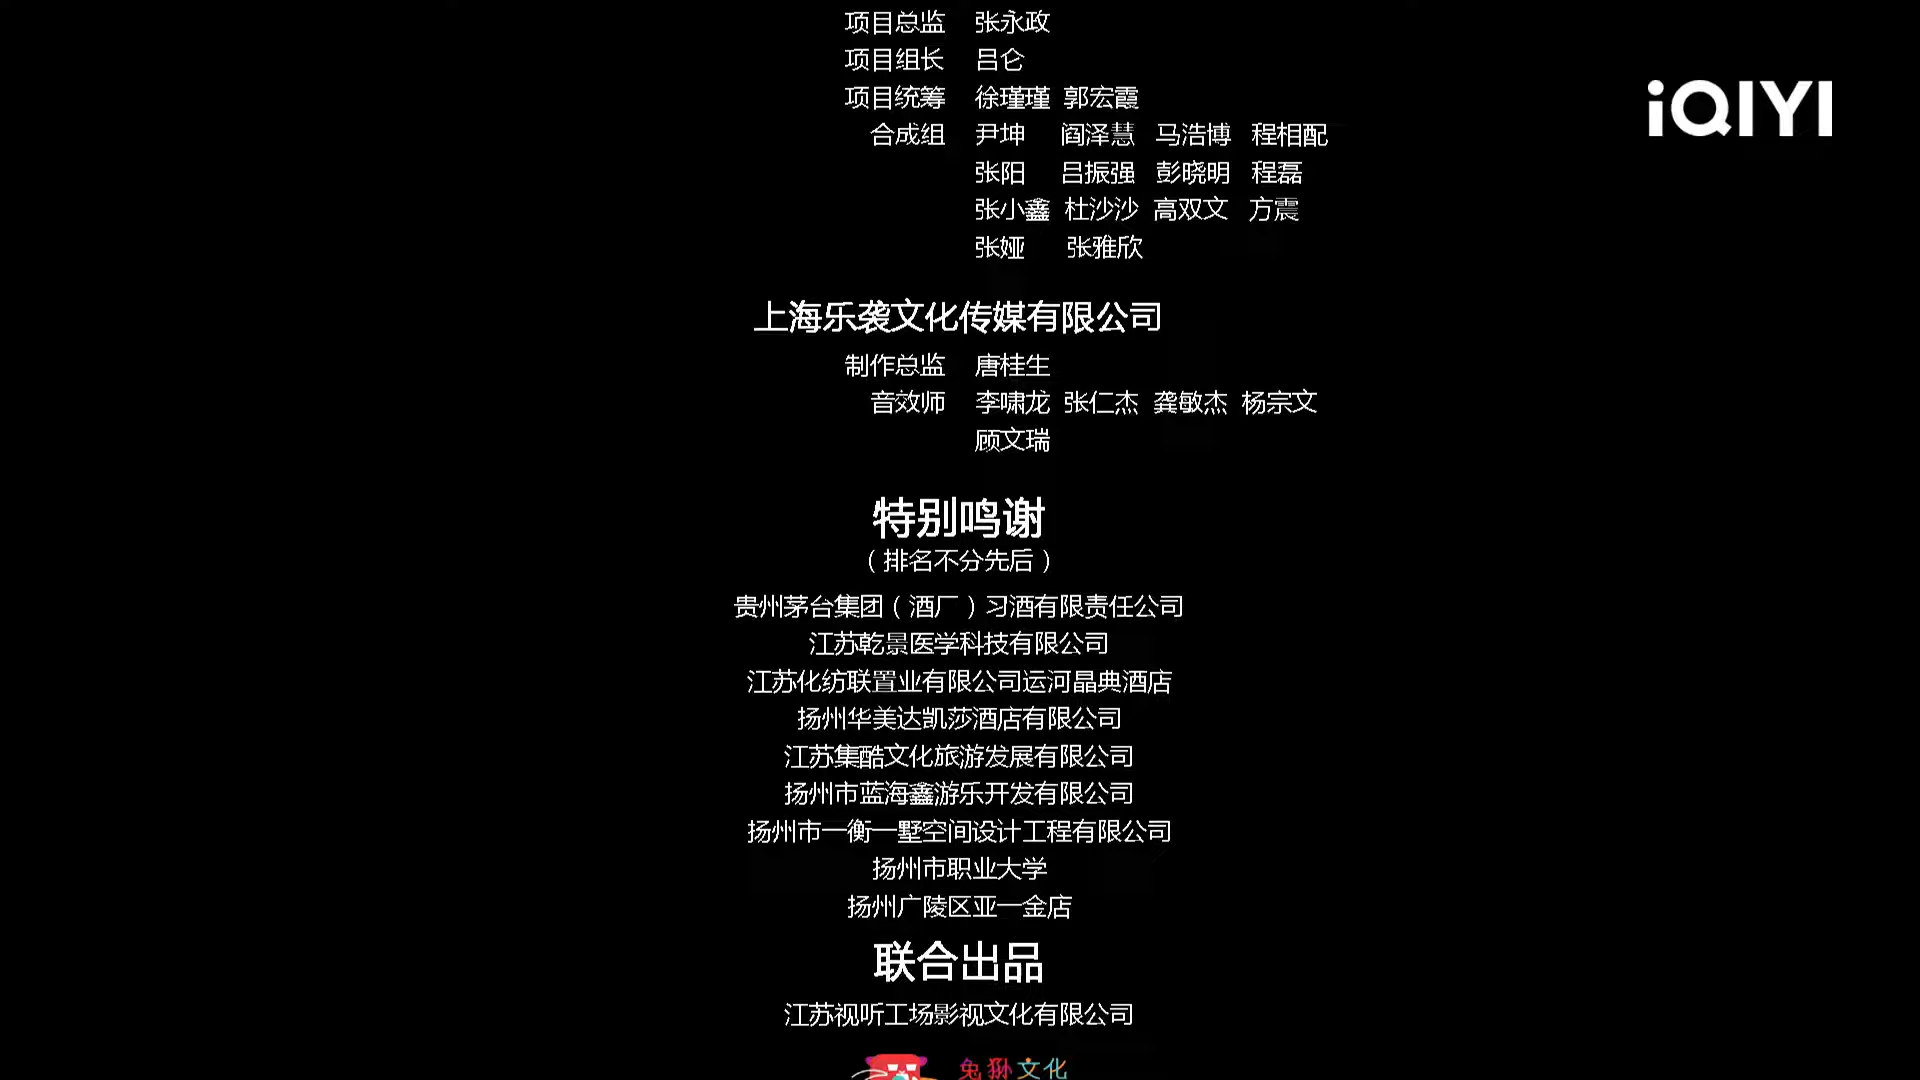 项目总监 张永政
iQIYI
项目组长 吕仑
项目统筹 徐瑾瑾 郭宏霞
合成组 尹坤 阎泽慧 马浩博 程相配
张阳 吕振强 彭晓明 程磊
张小鑫 杜沙沙 高双文 方震
张娅 张雅欣
上海乐袭文化传媒有限公司
制作总监 唐桂生
音效师 李啸龙 张仁杰 龚敏杰 杨宗文
顾文瑞
特别鸣谢
（排名不分先后）
贵州茅台集团（酒厂）习酒有限责任公司
江苏乾景医学科技有限公司
江苏化纺联置业有限公司运河晶典酒店
扬州华美达凯莎酒店有限公司
江苏集酷文化旅游发展有限公司
扬州市蓝海鑫游乐开发有限公司
扬州市一衡一墅空间设计工程有限公司
扬州市职业大学
扬州广陵区亚一金店
联合出品
江苏视听工场影视文化有限公司
兔狲文化